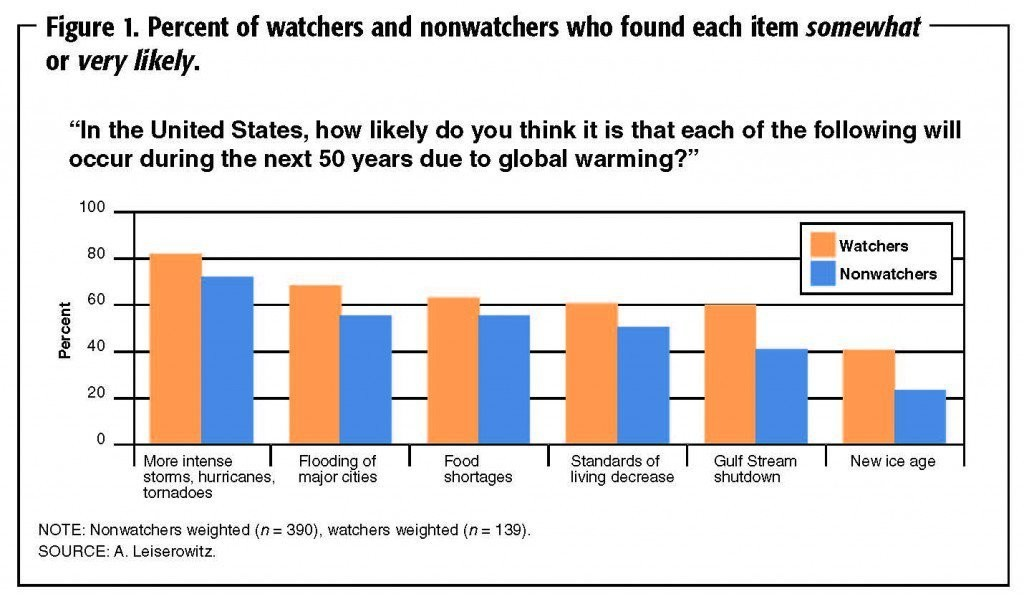 Figure 1. Percent of watchers and nonwatchers who found each item somewhat
or very likely.
“In the United States, how likely do you think it is that each of the following will
occur during the next 50 years due to global warming?”
100
80
60
40
20
0
Percent
Watchers
Nonwatchers
More intense
storms, hurricanes,
tornadoes
Flooding of
major cities
Food
shortages
Standards of
living decrease
Gulf Stream
shutdown
New ice age
NOTE: Nonwatchers weighted (n = 390), watchers weighted (n = 139).
SOURCE: A. Leiserowitz.